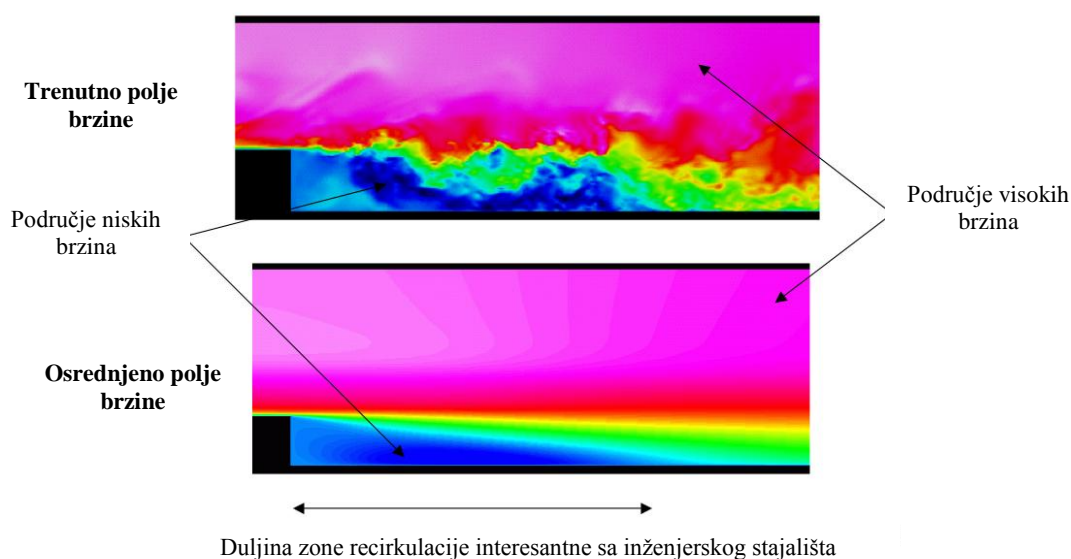 Trenutno polje
brzine
Područje niskih
brzina
Područje visokih
brzina
Osrednjeno polje
brzine
Duljina zone recirkulacije interesantne sa inženjerskog stajališta